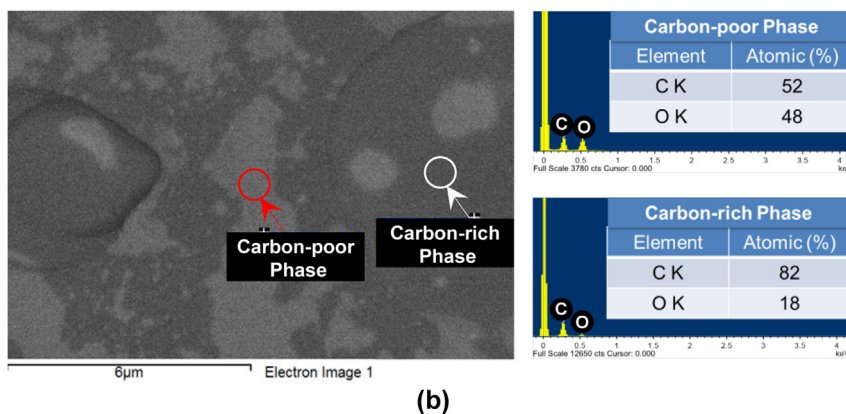 Carbon-poor
Phase
Carbon-rich
Phase
6µm
Electron Image 1
Carbon-poor Phase
Element Atomic (%)
C K 52
O K 48
C O
0 0.5 1 1.5 2 2.5 3 3.5 4
Full Scale 3780 cts Cursor: 0.000
Carbon-rich Phase
Element Atomic (%)
C K 82
O K 18
C O
0 0.5 1 1.5 2 2.5 3 3.5 4
Full Scale 12650 cts Cursor: 0.000
(b)